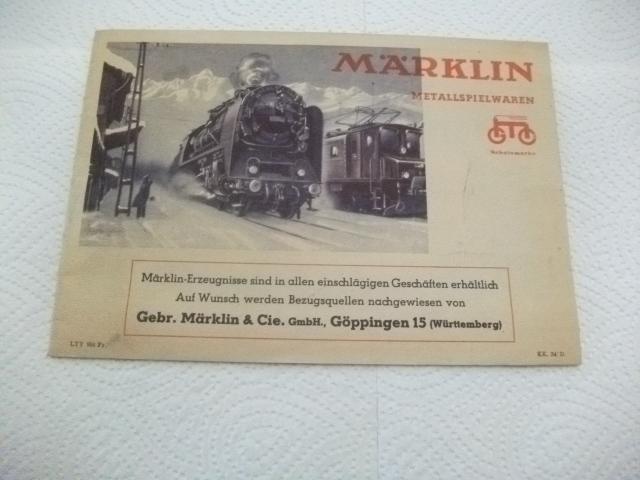 MÄRKLIN
METALLSPIELWAREN
Schutzmarke
Märklin-Erzeugnisse sind in allen einschlägigen Geschäften erhältlich
Auf Wunsch werden Bezugsquellen nachgewiesen von
Gebr. Märklin & Cie. GmbH., Göppingen 15 (Württemberg)